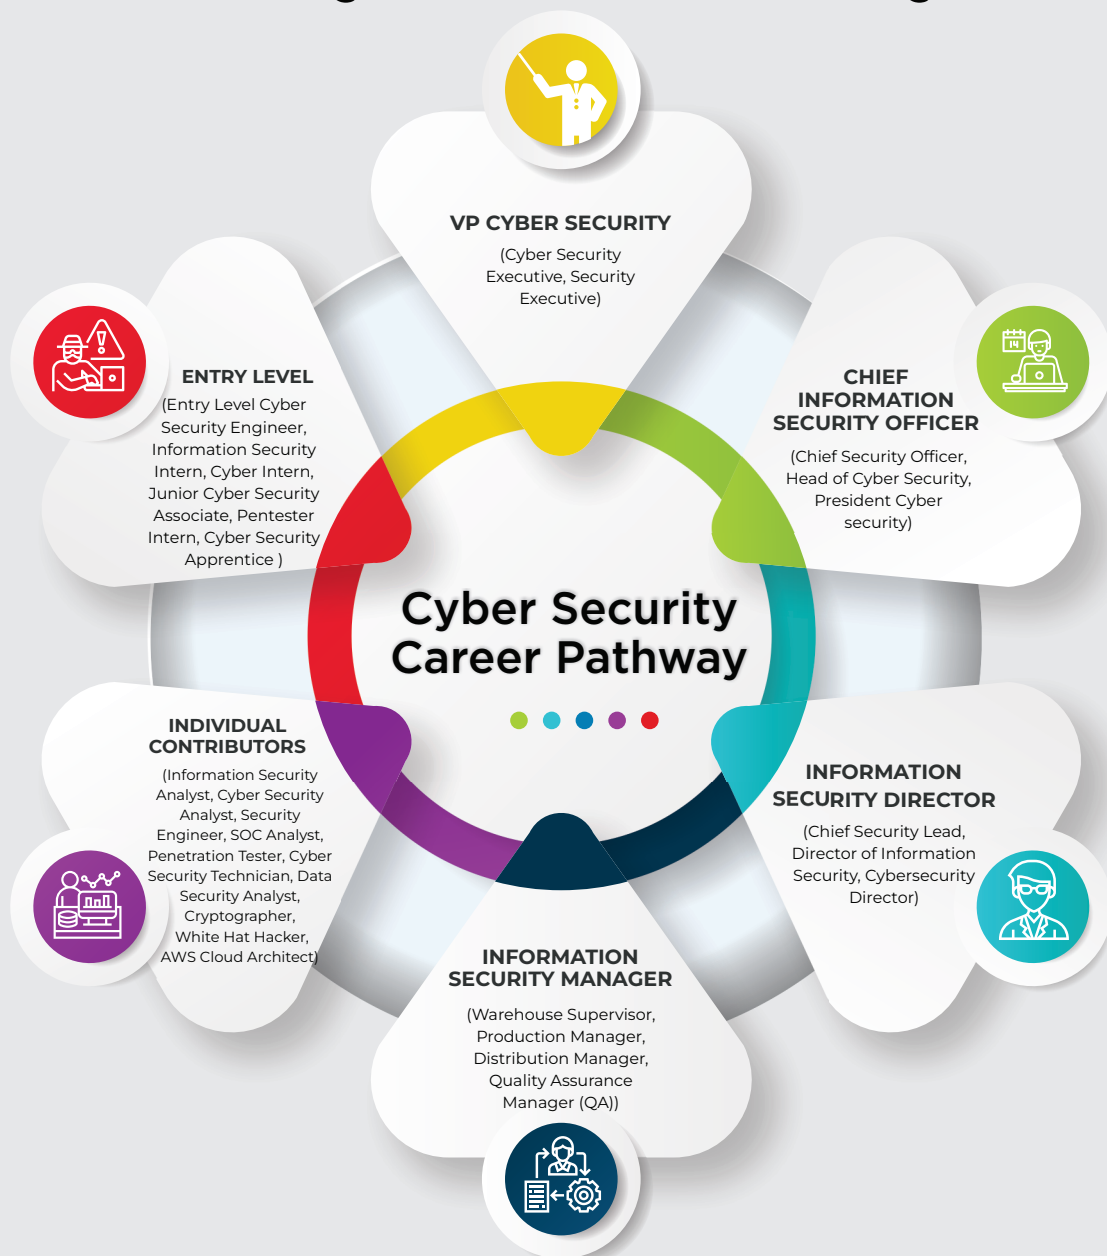 VP CYBER SECURITY
(Cyber Security
Executive, Security
Executive)
CHIEF
INFORMATION
SECURITY OFFICER
(Chief Security Officer,
Head of Cyber Security,
President Cyber
security)
14
ENTRY LEVEL
(Entry Level Cyber
Security Engineer,
Information Security
Intern, Cyber Intern,
Junior Cyber Security
Associate, Pentester
Intern, Cyber Security
Apprentice )
Cyber Security
Career Pathway
INDIVIDUAL
CONTRIBUTORS
(Information Security
Analyst, Cyber Security
Analyst, Security
Engineer, SOC Analyst,
Penetration Tester, Cyber
Security Technician, Data
Security Analyst,
Cryptographer,
White Hat Hacker,
AWS Cloud Architect)
INFORMATION
SECURITY DIRECTOR
(Chief Security Lead,
Director of Information
Security, Cybersecurity
Director)
INFORMATION
SECURITY MANAGER
(Warehouse Supervisor,
Production Manager,
Distribution Manager,
Quality Assurance
Manager (QA))